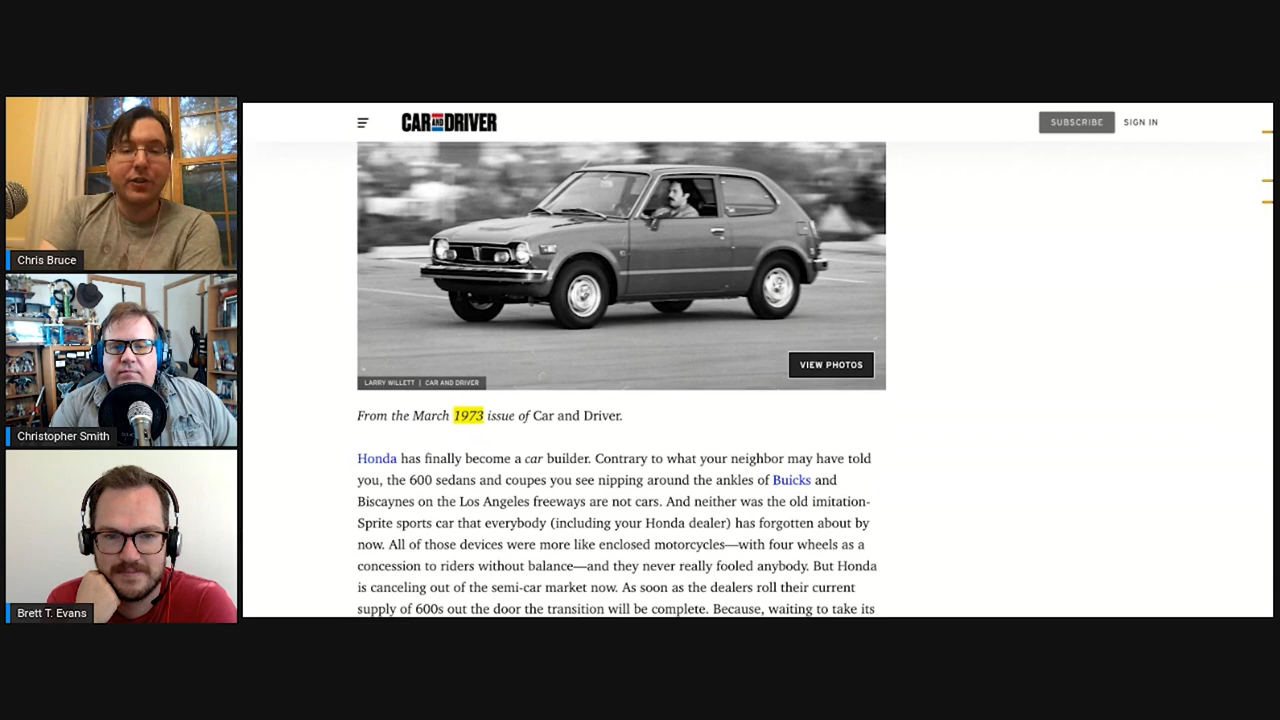 Chris Bruce
Christopher Smith
Brett T. Evans
CAR AND DRIVER
SUBSCRIBE
SIGN IN
VIEW PHOTOS
LARRY WILLETT | CAR AND DRIVER
From the March 1973 issue of Car and Driver.
Honda has finally become a car builder. Contrary to what your neighbor may have told
you, the 600 sedans and coupes you see nipping around the ankles of Buicks and
Biscaynes on the Los Angeles freeways are not cars. And neither was the old imitation-
Sprite sports car that everybody (including your Honda dealer) has forgotten about by
now. All of those devices were more like enclosed motorcycles—with four wheels as a
concession to riders without balance—and they never really fooled anybody. But Honda
is canceling out of the semi-car market now. As soon as the dealers roll their current
supply of 600s out the door the transition will be complete. Because, waiting to take its